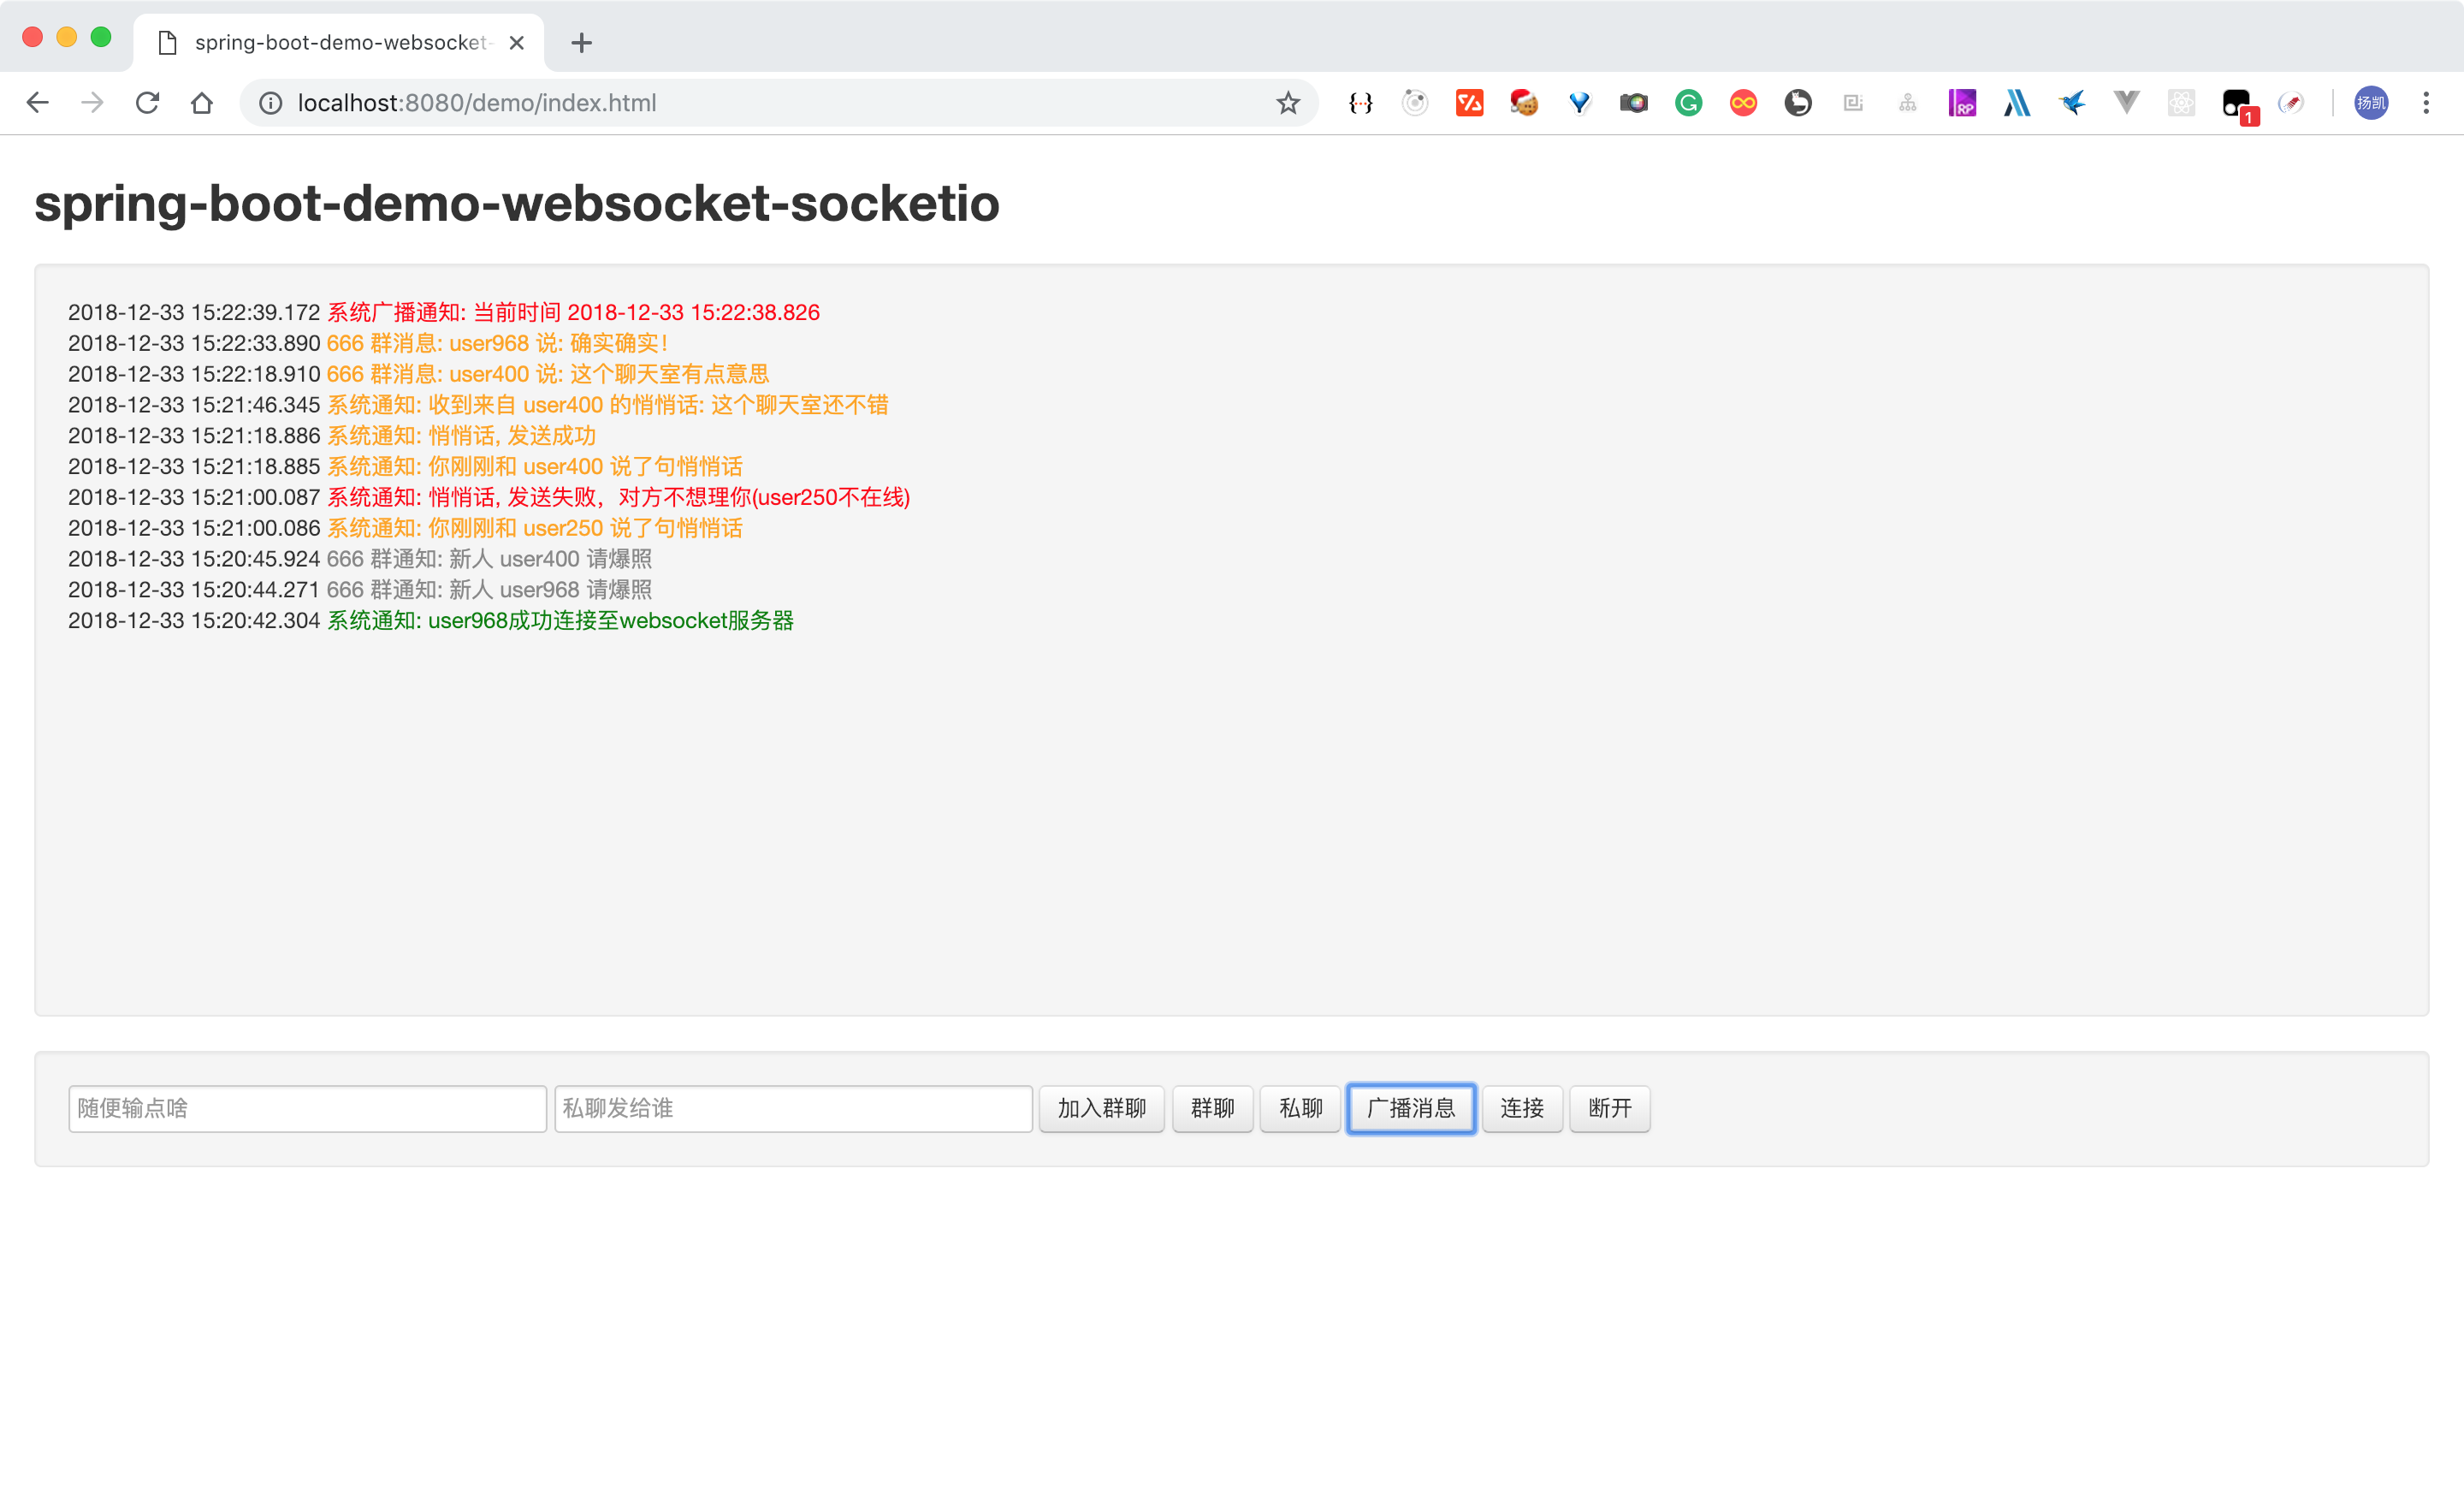 spring-boot-demo-websocket-
localhost:8080/demo/index.html
RP
1
扬凯
spring-boot-demo-websocket-socketio
2018-12-33 15:22:39.172 系统广播通知: 当前时间 2018-12-33 15:22:38.826
2018-12-33 15:22:33.890 666 群消息: user968 说: 确实确实!
2018-12-33 15:22:18.910 666 群消息: user400 说: 这个聊天室有点意思
2018-12-33 15:21:46.345 系统通知: 收到来自 user400 的悄悄话: 这个聊天室还不错
2018-12-33 15:21:18.886 系统通知: 悄悄话, 发送成功
2018-12-33 15:21:18.885 系统通知: 你刚刚和 user400 说了句悄悄话
2018-12-33 15:21:00.087 系统通知: 悄悄话, 发送失败，对方不想理你(user250不在线)
2018-12-33 15:21:00.086 系统通知: 你刚刚和 user250 说了句悄悄话
2018-12-33 15:20:45.924 666 群通知: 新人 user400 请爆照
2018-12-33 15:20:44.271 666 群通知: 新人 user968 请爆照
2018-12-33 15:20:42.304 系统通知: user968成功连接至websocket服务器
随便输点啥 私聊发给谁 加入群聊 群聊 私聊 广播消息 连接 断开